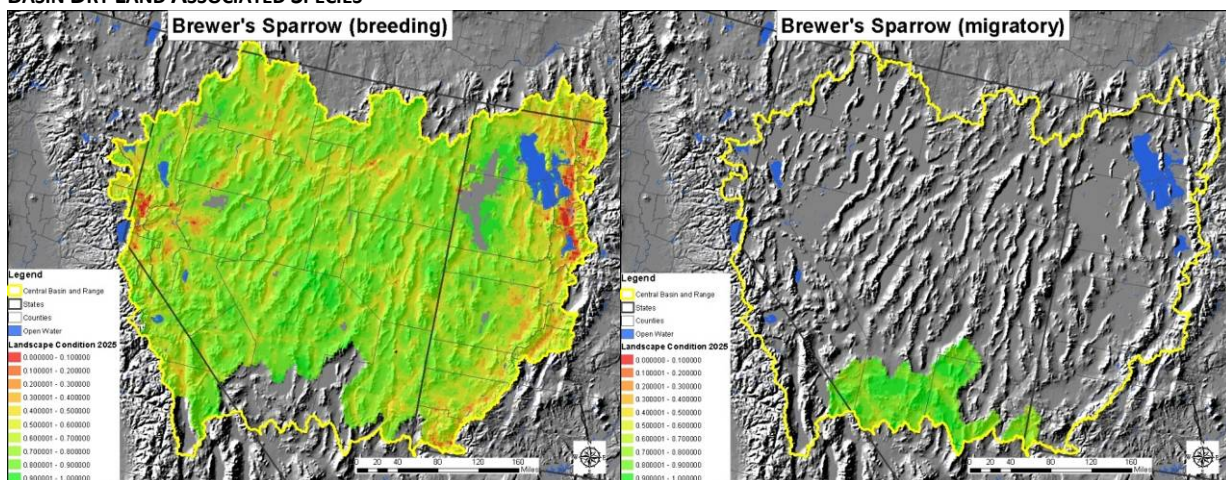 BASIN DRY LAND ASSOCIATED SPECIES
Brewer's Sparrow (breeding)
Legend
Central Basin and Range
States
Counties
Open Water
Landscape Condition 2025
0.000000 - 0.100000
0.100001 - 0.200000
0.200001 - 0.300000
0.300001 - 0.400000
0.400001 - 0.500000
0.500001 - 0.600000
0.600001 - 0.700000
0.700001 - 0.800000
0.800001 - 0.900000
0.900001 - 1.000000
0 20 40 80 120 160
Miles
Brewer's Sparrow (migratory)
Legend
Central Basin and Range
States
Counties
Open Water
Landscape Condition 2025
0.000000 - 0.100000
0.100001 - 0.200000
0.200001 - 0.300000
0.300001 - 0.400000
0.400001 - 0.500000
0.500001 - 0.600000
0.600001 - 0.700000
0.700001 - 0.800000
0.800001 - 0.900000
0.900001 - 1.000000
0 20 40 80 120 160
Miles